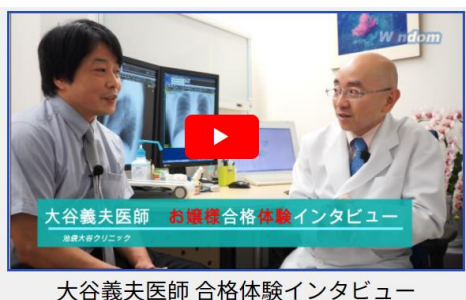 Windom
大谷義夫医師　お嬢様合格体験インタビュー
池袋大谷クリニック
大谷義夫医師 合格体験インタビュー